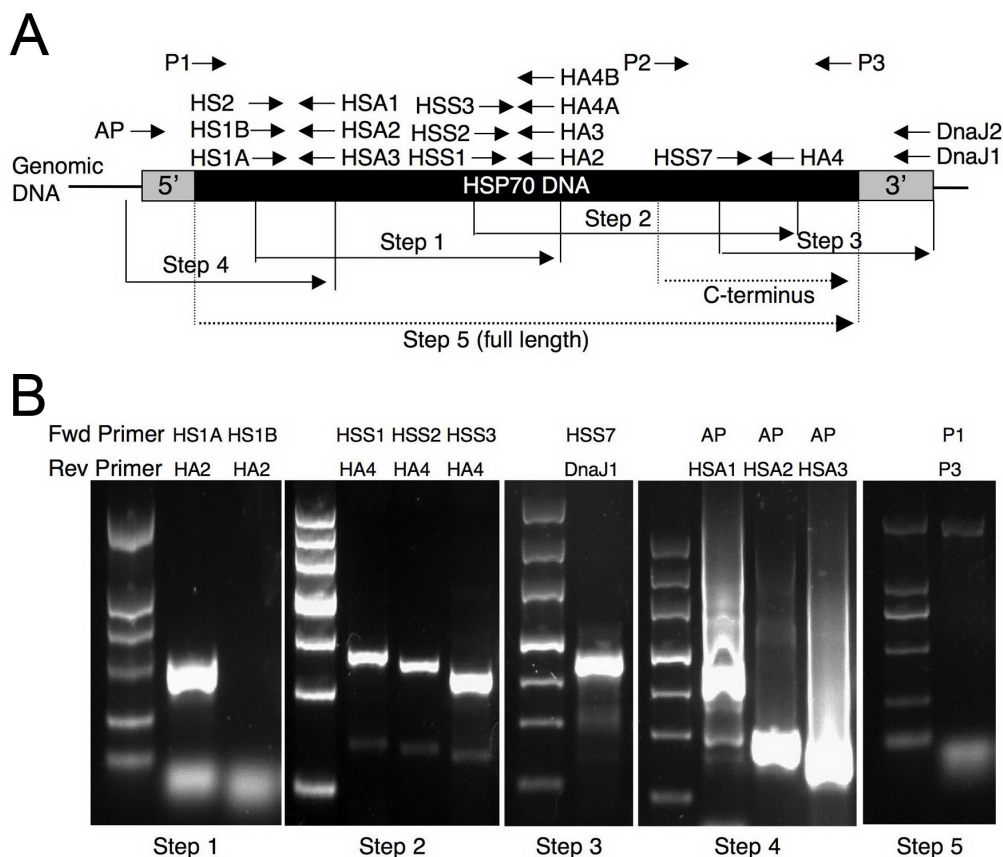 A
P1 P2 P3
HA4B
HS2 HSA1 HSS3 HA4A
AP HS1B HSA2 HSS2 HA3 DnaJ2
HS1A HSA3 HSS1 HA2 HSS7 HA4 DnaJ1
Genomic
DNA
5’ HSP70 DNA 3’
Step 2
Step 1 Step 3
Step 4
C-terminus
Step 5 (full length)
B
Fwd Primer HS1A HS1B HSS1 HSS2 HSS3 HSS7 AP AP AP P1
Rev Primer HA2 HA2 HA4 HA4 HA4 DnaJ1 HSA1 HSA2 HSA3 P3
Step 1 Step 2 Step 3 Step 4 Step 5